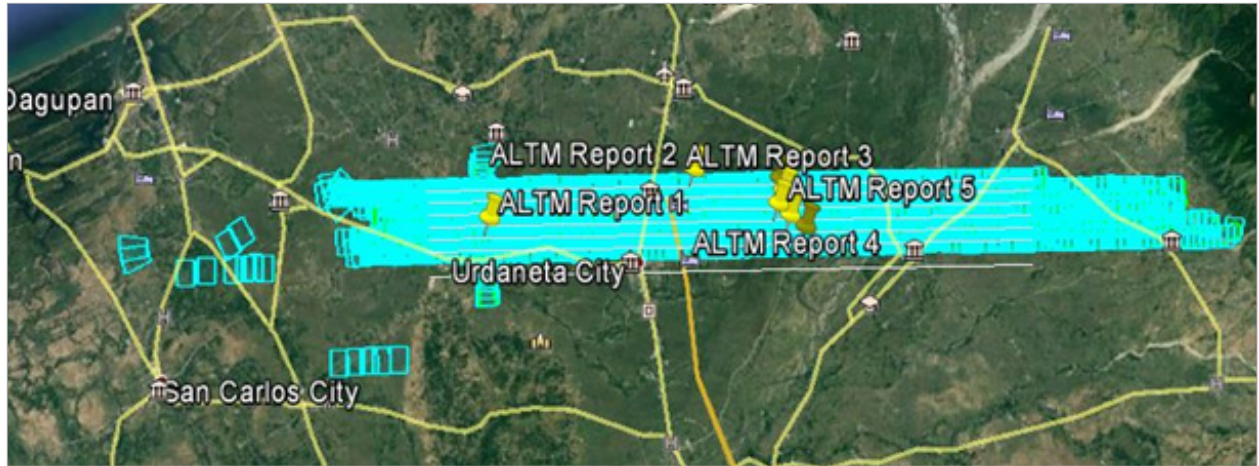 Dagupan
n
ALTM Report 2
ALTM Report 3
ALTM Report 1
ALTM Report 5
ALTM Report 4
Urdaneta City
San Carlos City